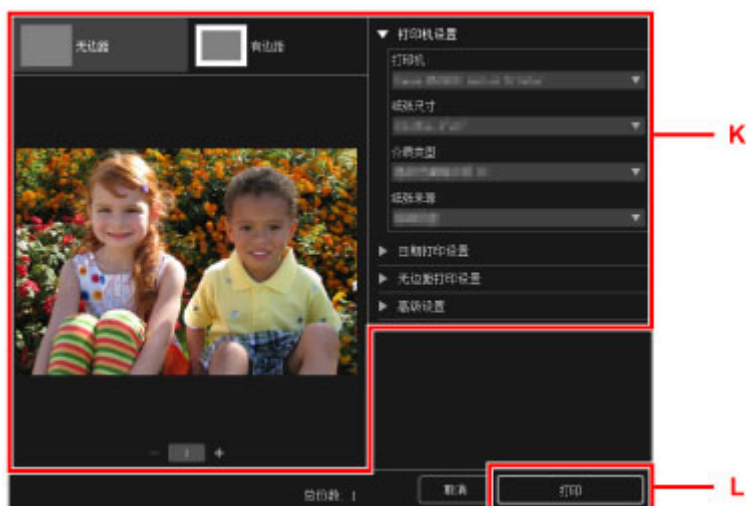 无边距 有边距
▼ 打印机设置
打印机
纸张尺寸
介质类型
纸张来源
▶ 日期打印设置
▶ 无边距打印设置
▶ 高级设置
K
− 1 +
总份数: 1 取消 打印
L